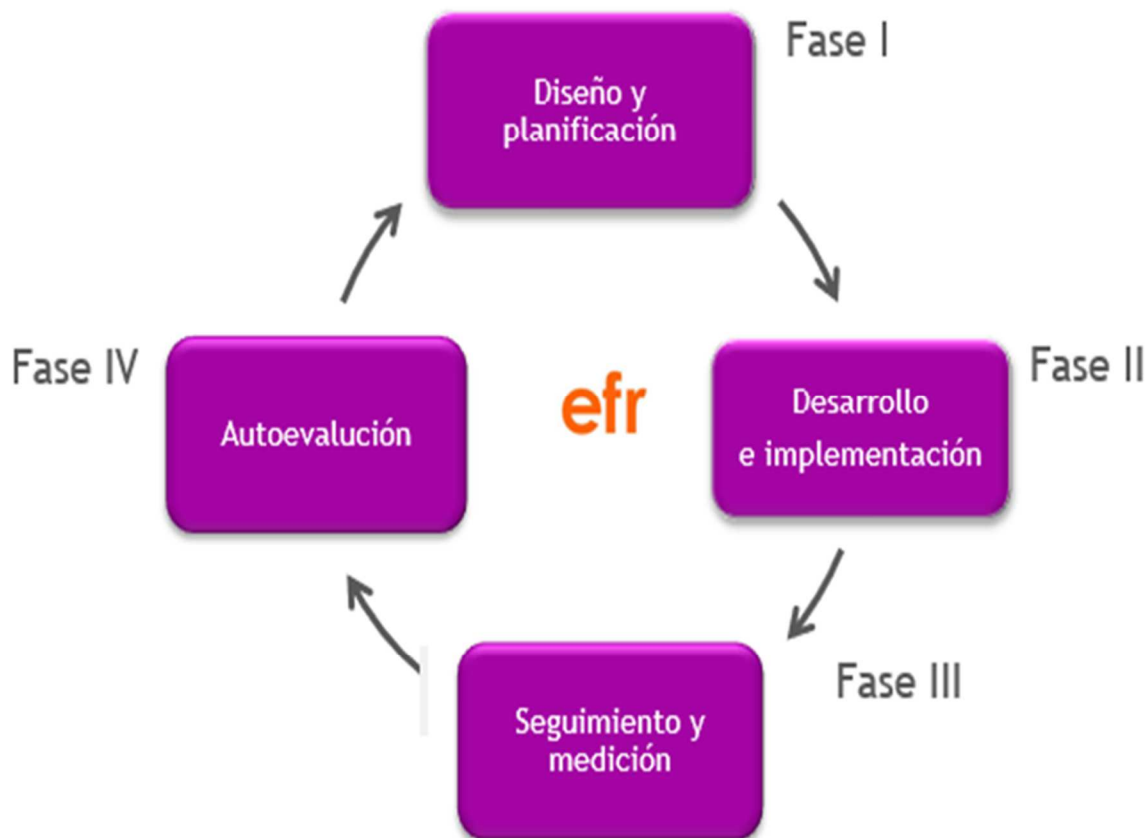 Fase I
Diseño y
planificación
Fase II
Desarrollo
e implementación
Fase III
Seguimiento y
medición
Fase IV
Autoevalución
efr